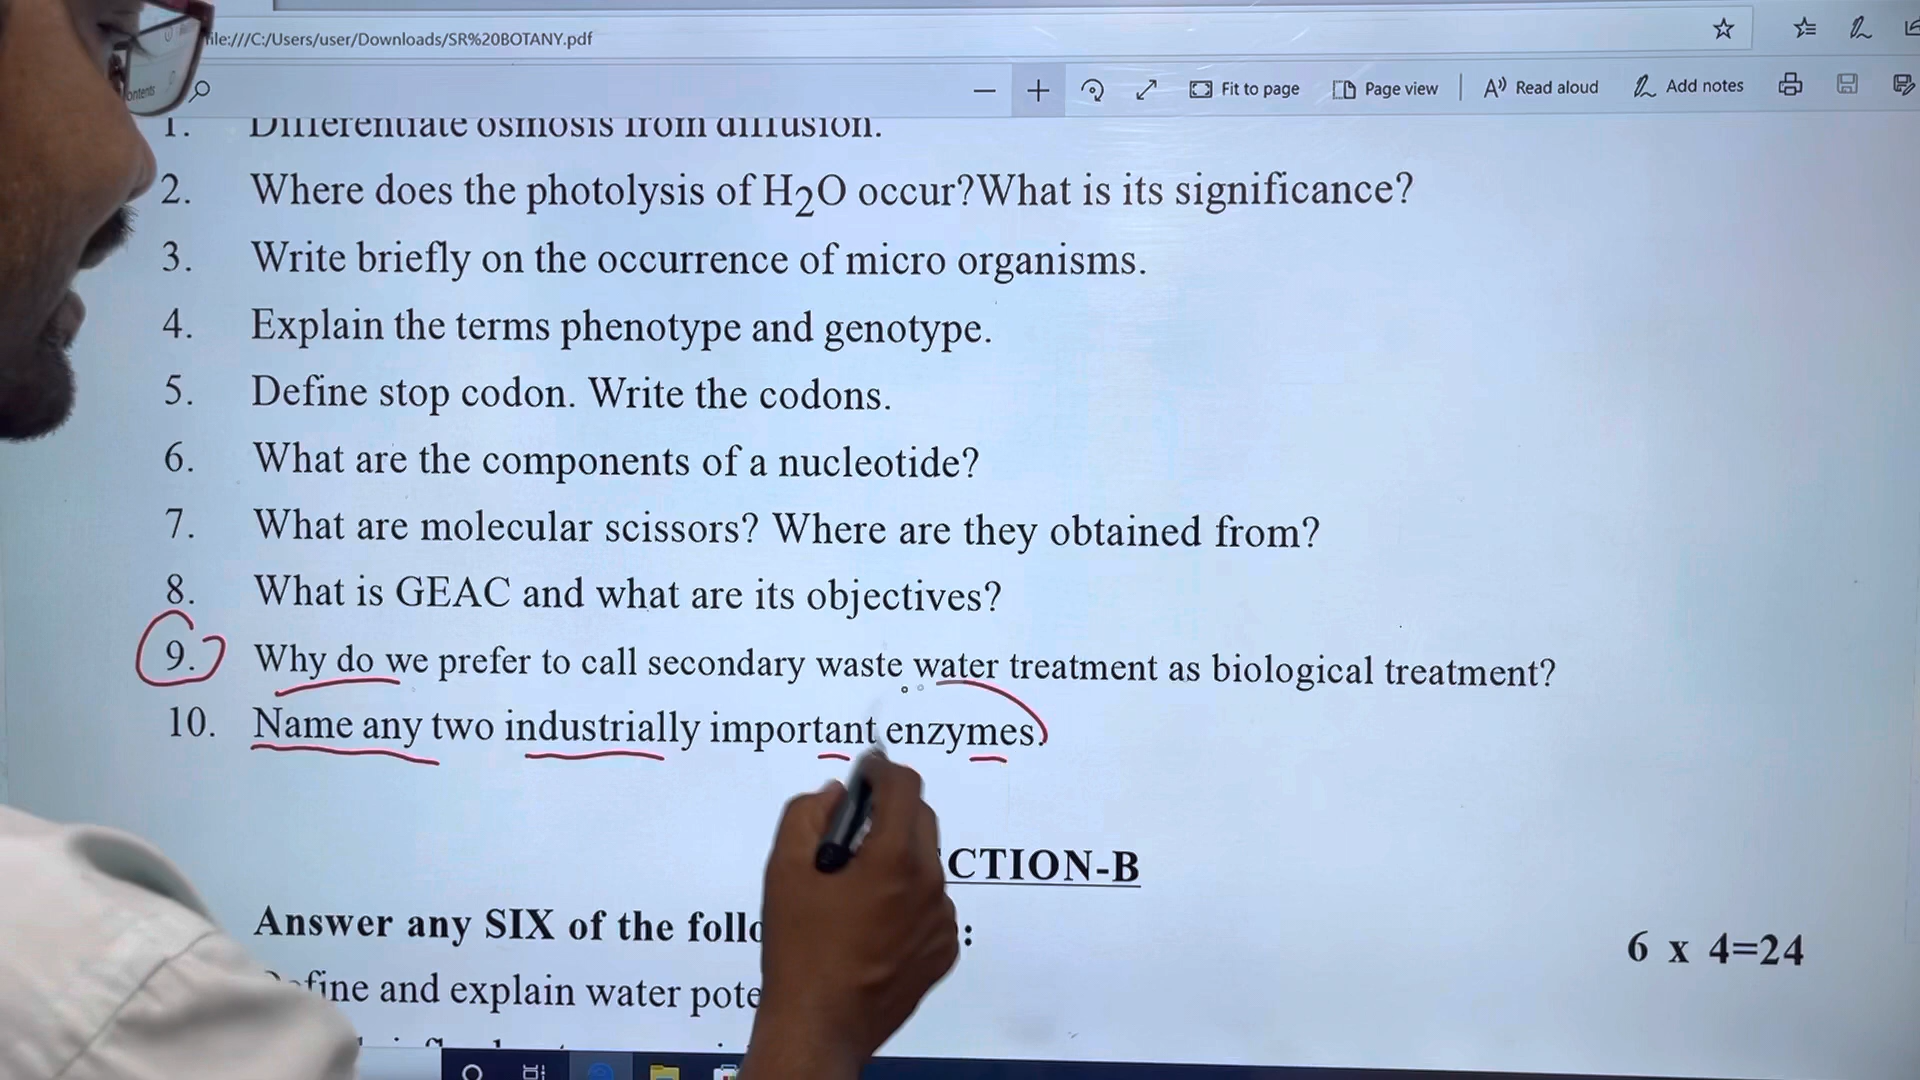 file:///C:/Users/user/Downloads/SR%20BOTANY.pdf
Fit to page
Page view
Read aloud
Add notes
1. Differentiate osmosis from diffusion.
2. Where does the photolysis of H2O occur?What is its significance?
3. Write briefly on the occurrence of micro organisms.
4. Explain the terms phenotype and genotype.
5. Define stop codon. Write the codons.
6. What are the components of a nucleotide?
7. What are molecular scissors? Where are they obtained from?
8. What is GEAC and what are its objectives?
9. Why do we prefer to call secondary waste water treatment as biological treatment?
10. Name any two industrially important enzymes.
CTION-B
Answer any SIX of the follo :
6 x 4=24
fine and explain water pote